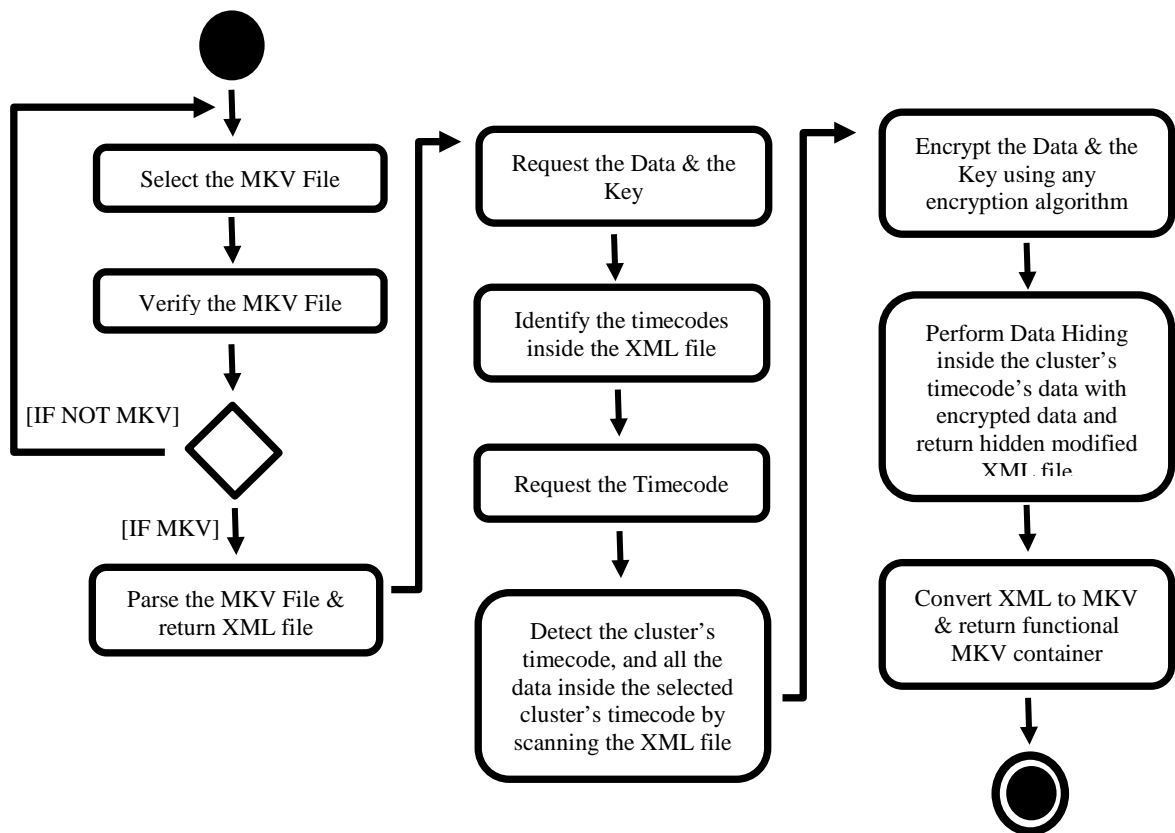 Select the MKV File
Verify the MKV File
[IF NOT MKV]
[IF MKV]
Parse the MKV File &
return XML file
Request the Data & the
Key
Identify the timecodes
inside the XML file
Request the Timecode
Detect the cluster’s
timecode, and all the
data inside the selected
cluster’s timecode by
scanning the XML file
Encrypt the Data & the
Key using any
encryption algorithm
Perform Data Hiding
inside the cluster’s
timecode’s data with
encrypted data and
return hidden modified
XML file
Convert XML to MKV
& return functional
MKV container